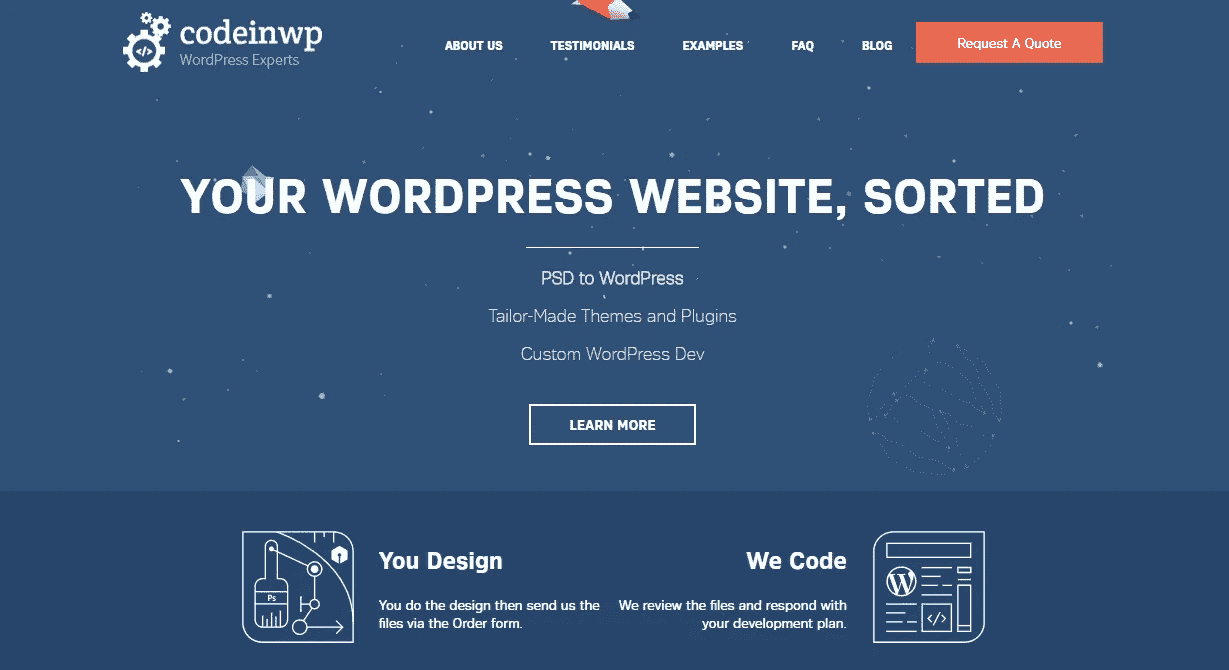 codeinwp
WordPress Experts
ABOUT US
TESTIMONIALS
EXAMPLES
FAQ
BLOG
Request A Quote
YOUR WORDPRESS WEBSITE, SORTED
PSD to WordPress
Tailor-Made Themes and Plugins
Custom WordPress Dev
LEARN MORE
Ps
You Design
You do the design then send us the
files via the Order form.
We Code
We review the files and respond with
your development plan.
W
</>